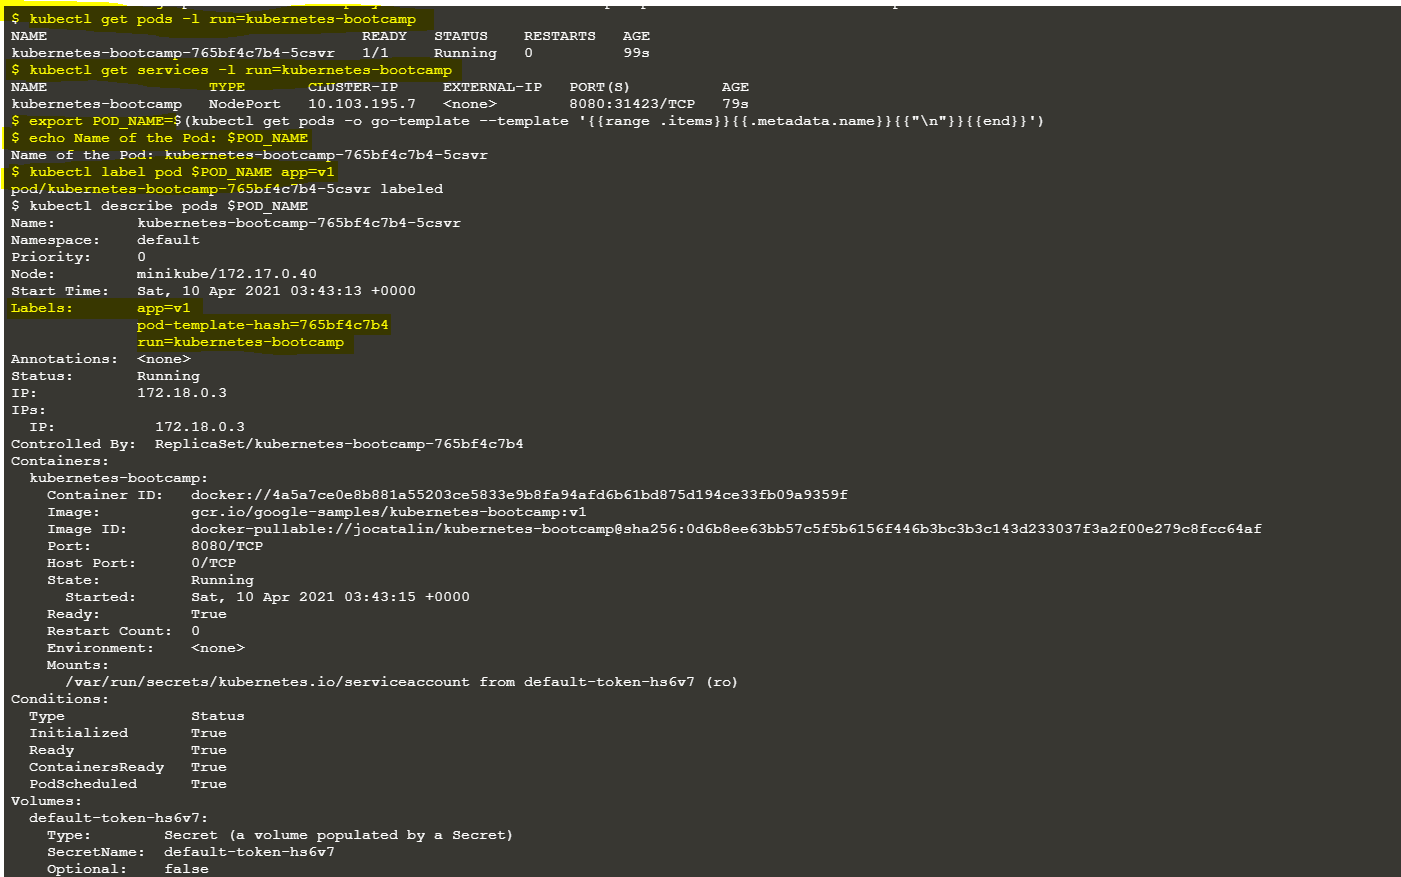 $ kubectl get pods -l run=kubernetes-bootcamp
NAME READY STATUS RESTARTS AGE
kubernetes-bootcamp-765bf4c7b4-5csvr 1/1 Running 0 99s
$ kubectl get services -l run=kubernetes-bootcamp
NAME TYPE CLUSTER-IP EXTERNAL-IP PORT(S) AGE
kubernetes-bootcamp NodePort 10.103.195.7 <none> 8080:31423/TCP 79s
$ export POD_NAME=$(kubectl get pods -o go-template --template '{{range .items}}{{.metadata.name}}{{"\n"}}{{end}}')
$ echo Name of the Pod: $POD_NAME
Name of the Pod: kubernetes-bootcamp-765bf4c7b4-5csvr
$ kubectl label pod $POD_NAME app=v1
pod/kubernetes-bootcamp-765bf4c7b4-5csvr labeled
$ kubectl describe pods $POD_NAME
Name: kubernetes-bootcamp-765bf4c7b4-5csvr
Namespace: default
Priority: 0
Node: minikube/172.17.0.40
Start Time: Sat, 10 Apr 2021 03:43:13 +0000
Labels: app=v1
pod-template-hash=765bf4c7b4
run=kubernetes-bootcamp
Annotations: <none>
Status: Running
IP: 172.18.0.3
IPs:
IP: 172.18.0.3
Controlled By: ReplicaSet/kubernetes-bootcamp-765bf4c7b4
Containers:
kubernetes-bootcamp:
Container ID: docker://4a5a7ce0e8b881a55203ce5833e9b8fa94afd6b61bd875d194ce33fb09a9359f
Image: gcr.io/google-samples/kubernetes-bootcamp:v1
Image ID: docker-pullable://jocatalin/kubernetes-bootcamp@sha256:0d6b8ee63bb57c5f5b6156f446b3bc3b3c143d233037f3a2f00e279c8fcc64af
Port: 8080/TCP
Host Port: 0/TCP
State: Running
Started: Sat, 10 Apr 2021 03:43:15 +0000
Ready: True
Restart Count: 0
Environment: <none>
Mounts:
/var/run/secrets/kubernetes.io/serviceaccount from default-token-hs6v7 (ro)
Conditions:
Type Status
Initialized True
Ready True
ContainersReady True
PodScheduled True
Volumes:
default-token-hs6v7:
Type: Secret (a volume populated by a Secret)
SecretName: default-token-hs6v7
Optional: false